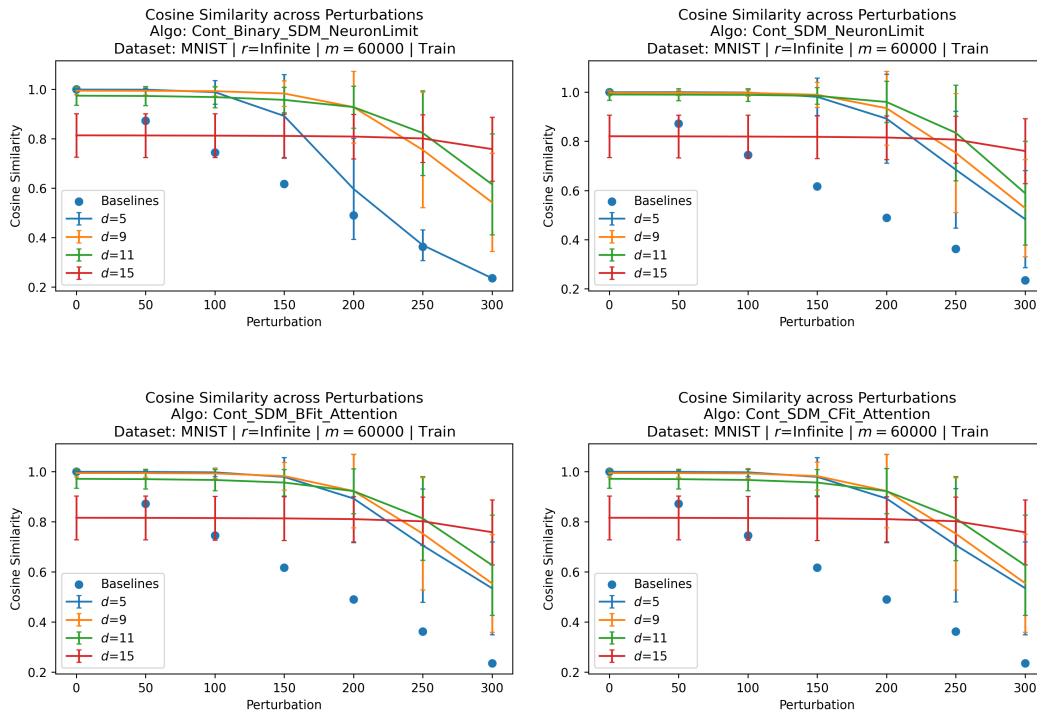 Cosine Similarity across Perturbations
Algo: Cont_Binary_SDM_NeuronLimit
Dataset: MNIST | r=Infinite | m = 60000 | Train
Cosine Similarity
1.0
0.8
0.6
0.4
0.2
Baselines
d=5
d=9
d=11
d=15
0 50 100 150 200 250 300
Perturbation
Cosine Similarity across Perturbations
Algo: Cont_SDM_NeuronLimit
Dataset: MNIST | r=Infinite | m = 60000 | Train
Cosine Similarity
1.0
0.8
0.6
0.4
0.2
Baselines
d=5
d=9
d=11
d=15
0 50 100 150 200 250 300
Perturbation
Cosine Similarity across Perturbations
Algo: Cont_SDM_BFit_Attention
Dataset: MNIST | r=Infinite | m = 60000 | Train
Cosine Similarity
1.0
0.8
0.6
0.4
0.2
Baselines
d=5
d=9
d=11
d=15
0 50 100 150 200 250 300
Perturbation
Cosine Similarity across Perturbations
Algo: Cont_SDM_CFit_Attention
Dataset: MNIST | r=Infinite | m = 60000 | Train
Cosine Similarity
1.0
0.8
0.6
0.4
0.2
Baselines
d=5
d=9
d=11
d=15
0 50 100 150 200 250 300
Perturbation